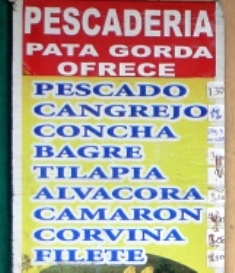 PESCADERIA
PATA GORDA
OFRECE
PESCADO
CANGREJO
CONCHA
BAGRE
TILAPIA
ALVACORA
CAMARON
CORVINA
FILETE